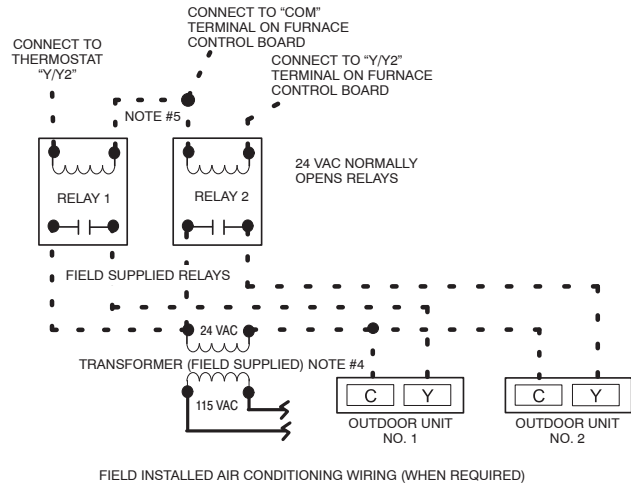 CONNECT TO “COM”
TERMINAL ON FURNACE
CONTROL BOARD
CONNECT TO
THERMOSTAT
“Y/Y2”
CONNECT TO “Y/Y2”
TERMINAL ON FURNACE
CONTROL BOARD
NOTE #5
24 VAC NORMALLY
OPENS RELAYS
RELAY 1
RELAY 2
FIELD SUPPLIED RELAYS
24 VAC
TRANSFORMER (FIELD SUPPLIED) NOTE #4
115 VAC
C Y
C Y
OUTDOOR UNIT
NO. 1
OUTDOOR UNIT
NO. 2
FIELD INSTALLED AIR CONDITIONING WIRING (WHEN REQUIRED)